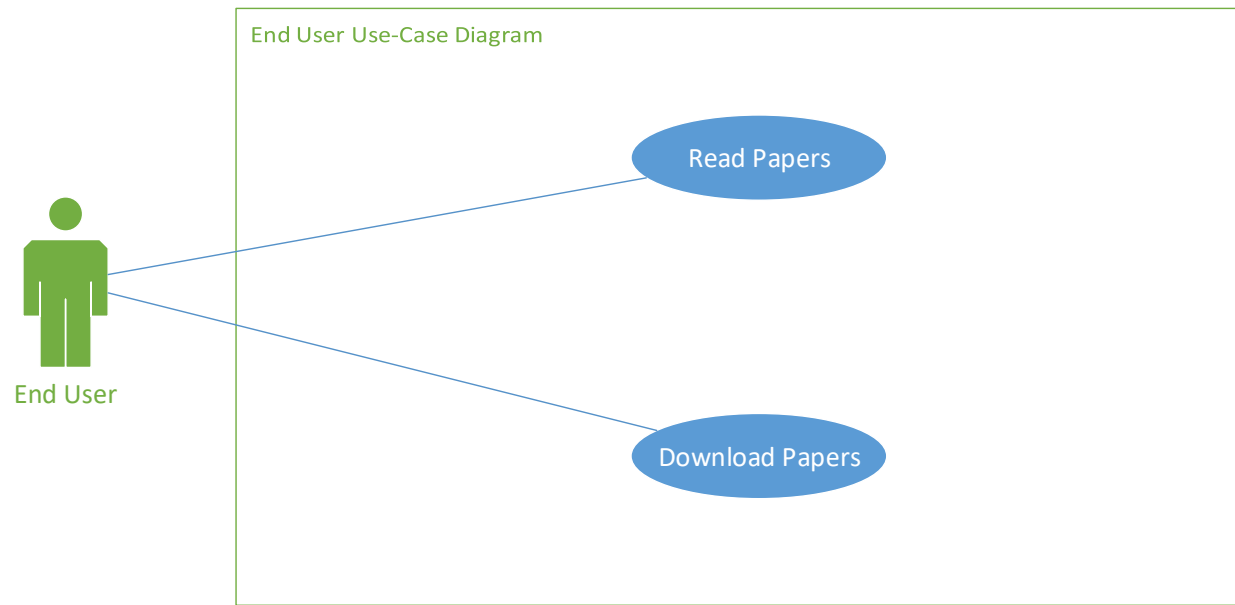 End User Use-Case Diagram
Read Papers
End User
Download Papers